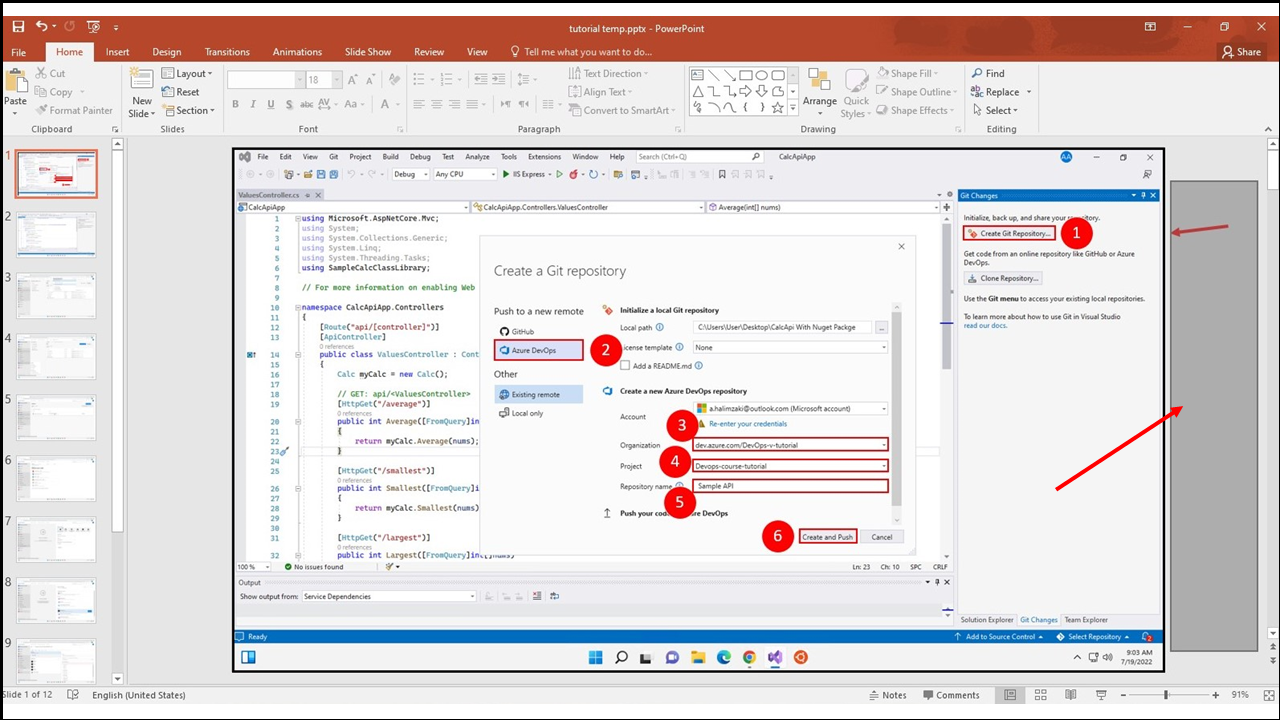 tutorial temp.pptx - PowerPoint
File Home Insert Design Transitions Animations Slide Show Review View Tell me what you want to do... Share
Paste
Cut
Copy
Format Painter
Clipboard
New Slide
Layout
Reset
Section
Slides
18
B I U S abc AV Aa A
Font
Text Direction
Align Text
Convert to SmartArt
Paragraph
Arrange
Quick Styles
Shape Fill
Shape Outline
Shape Effects
Drawing
Find
Replace
Select
Editing
1
2
3
4
5
6
7
8
9
File Edit View Git Project Build Debug Test Analyze Tools Extensions Window Help Search (Ctrl+Q) CalcApiApp AA
Debug Any CPU IIS Express
ValuesController.cs
CalcApiApp CalcApiApp.Controllers.ValuesController Average(int[] nums)
1 using Microsoft.AspNetCore.Mvc;
2 using System;
3 using System.Collections.Generic;
4 using System.Linq;
5 using System.Threading.Tasks;
6 using SampleCalcClassLibrary;
7
8 // For more information on enabling Web
9
10 namespace CalcApiApp.Controllers
11 {
12 [Route("api/[controller]")]
13 [ApiController]
0 references
14 public class ValuesController : Cont
15 {
16 Calc myCalc = new Calc();
17
18 // GET: api/<ValuesController>
19 [HttpGet("/average")]
0 references
20 public int Average([FromQuery]in
21 {
22 return myCalc.Average(nums);
23 }
24
25 [HttpGet("/smallest")]
0 references
26 public int Smallest([FromQuery]i
27 {
28 return myCalc.Smallest(nums)
29 }
30
31 [HttpGet("/largest")]
0 references
32 public int Largest([FromQuery]int[]nums)
Create a Git repository
Push to a new remote
GitHub
Azure DevOps
2
Other
Existing remote
Local only
Initialize a local Git repository
Local path C:\Users\User\Desktop\CalcApi With Nuget Packge ...
icense template None
Add a README.md
Create a new Azure DevOps repository
Account a.halimzaki@outlook.com (Microsoft account)
3 Re-enter your credentials
Organization dev.azure.com/DevOps-v-tutorial
4
Project Devops-course-tutorial
Repository name Sample API
5
Push your cod re DevOps
6 Create and Push Cancel
Git Changes
Initialize, back up, and share your repository.
Create Git Repository... 1
Get code from an online repository like GitHub or Azure
DevOps.
Clone Repository...
Use the Git menu to access your existing local repositories.
To learn more about how to use Git in Visual Studio
read our docs.
100 % No issues found Ln: 23 Ch: 10 SPC CRLF
Output
Show output from: Service Dependencies
Solution Explorer Git Changes Team Explorer
Ready Add to Source Control Select Repository 2
9:03 AM
7/19/2022
Slide 1 of 12 English (United States) Notes Comments 91%